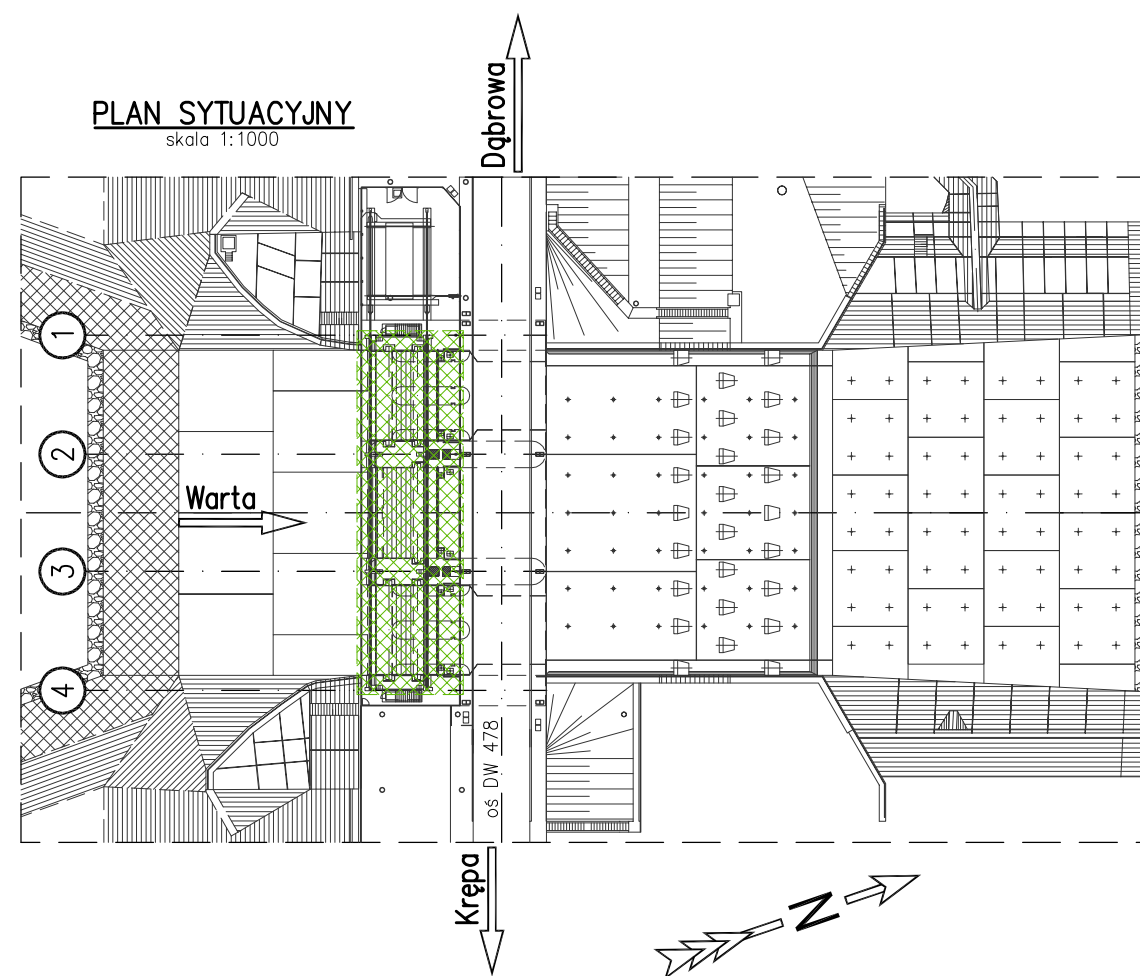 PLAN SYTUACYJNY
skala 1:1000
Dąbrowa
1
2
Warta
3
4
oś DW 478
Krępa
N